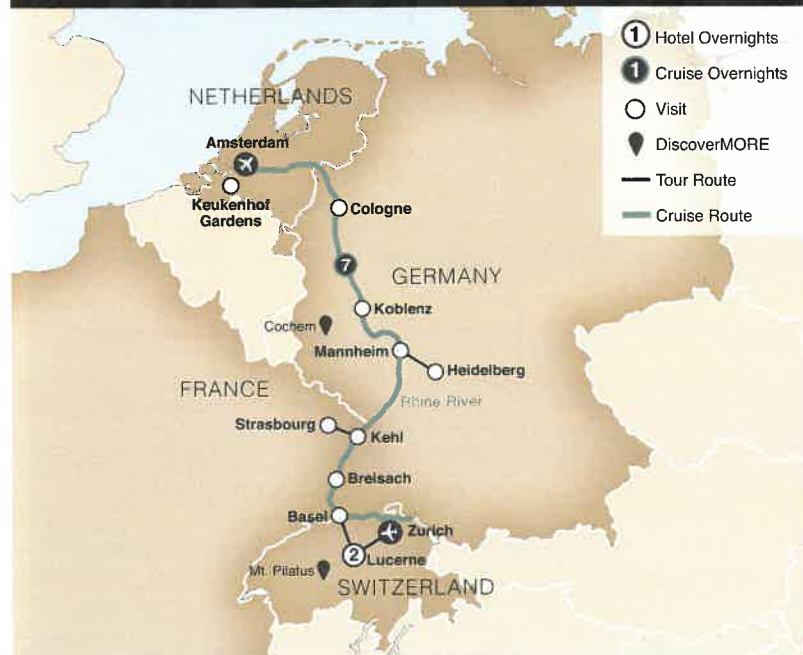 1 Hotel Overnights
1 Cruise Overnights
Visit
DiscoverMORE
Tour Route
Cruise Route
NETHERLANDS
Amsterdam
Keukenhof
Gardens
Cologne
7
GERMANY
Koblenz
Cochem
Mannheim
Heidelberg
FRANCE
Rhine River
Strasbourg
Kehl
Breisach
Basel
Zurich
2
Lucerne
Mt. Pilatus
SWITZERLAND